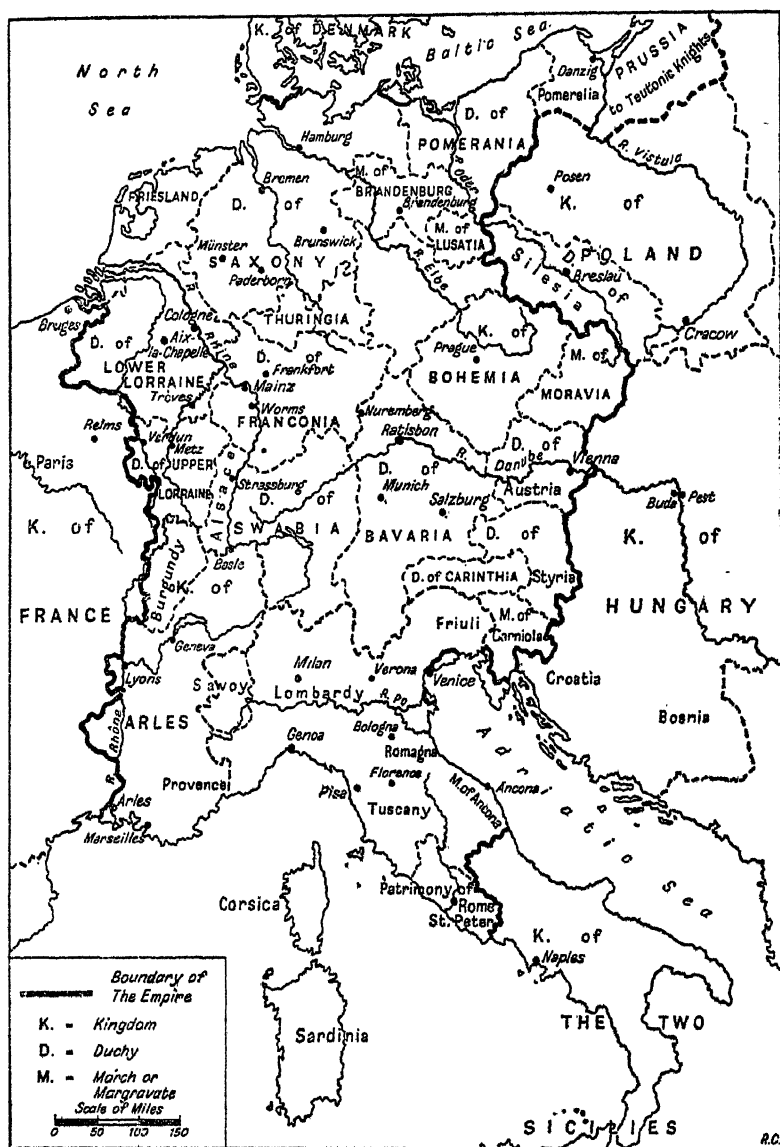 K. of DENMARK
Baltic Sea.
North
Sea
Danzig
PRUSSIA
to Teutonic Knights
Pomerelia
D. of
POMERANIA
Hamburg
R. Oder
R. Vistula
Bremen
M. of
BRANDENBURG
Brandenburg
Posen
K. of
POLAND
FRIESLAND
D. of
SAXONY
Brunswick
M. of
LUSATIA
Münster
Paderborn
R. Elbe
D. of
Silesia
Breslau
THURINGIA
Bruges
Cologne
R. Rhine
D. of
LOWER
LORRAINE
Aix-
la-Chapelle
D. of
FRANCONIA
Frankfort
Mainz
K. of
BOHEMIA
Prague
M. of
MORAVIA
Cracow
Trèves
Worms
Nuremberg
Reims
Verdun
Metz
Ratisbon
R. Danube
D. of
Austria
Vienna
Paris
D. of UPPER
LORRAINE
Alsace
Strassburg
D. of
SWABIA
D. of
BAVARIA
Munich
Salzburg
Buda
Pest
K. of
FRANCE
Burgundy
K. of
ARLES
Basle
D. of
Styria
D. of CARINTHIA
K. of
HUNGARY
Friuli
M. of
Carniola
Geneva
Lyons
Savoy
Milan
Lombardy
Verona
R. Po
Venice
Croatia
Bosnia
R. Rhône
Genoa
Bologna
Romagna
Adriatic Sea
Provence
Pisa
Florence
Tuscany
M. of Ancona
Ancona
Arles
Marseilles
Corsica
Patrimony of
St. Peter
Rome
K. of
THE TWO
SICILIES
Naples
Sardinia
Boundary of
The Empire
K. = Kingdom
D. = Duchy
M. = March or
Margravate
Scale of Miles
0 50 100 150
R.C.